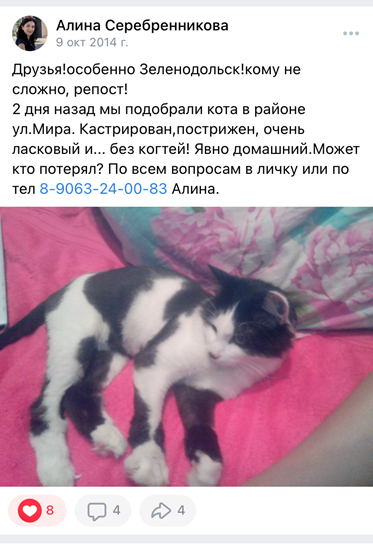 Алина Серебренникова
9 окт 2014 г.
Друзья!особенно Зеленодольск!кому не
сложно, репост!
2 дня назад мы подобрали кота в районе
ул.Мира. Кастрирован,пострижен, очень
ласковый и... без когтей! Явно домашний.Может
кто потерял? По всем вопросам в личку или по
тел 8-9063-24-00-83 Алина.
8
4
4